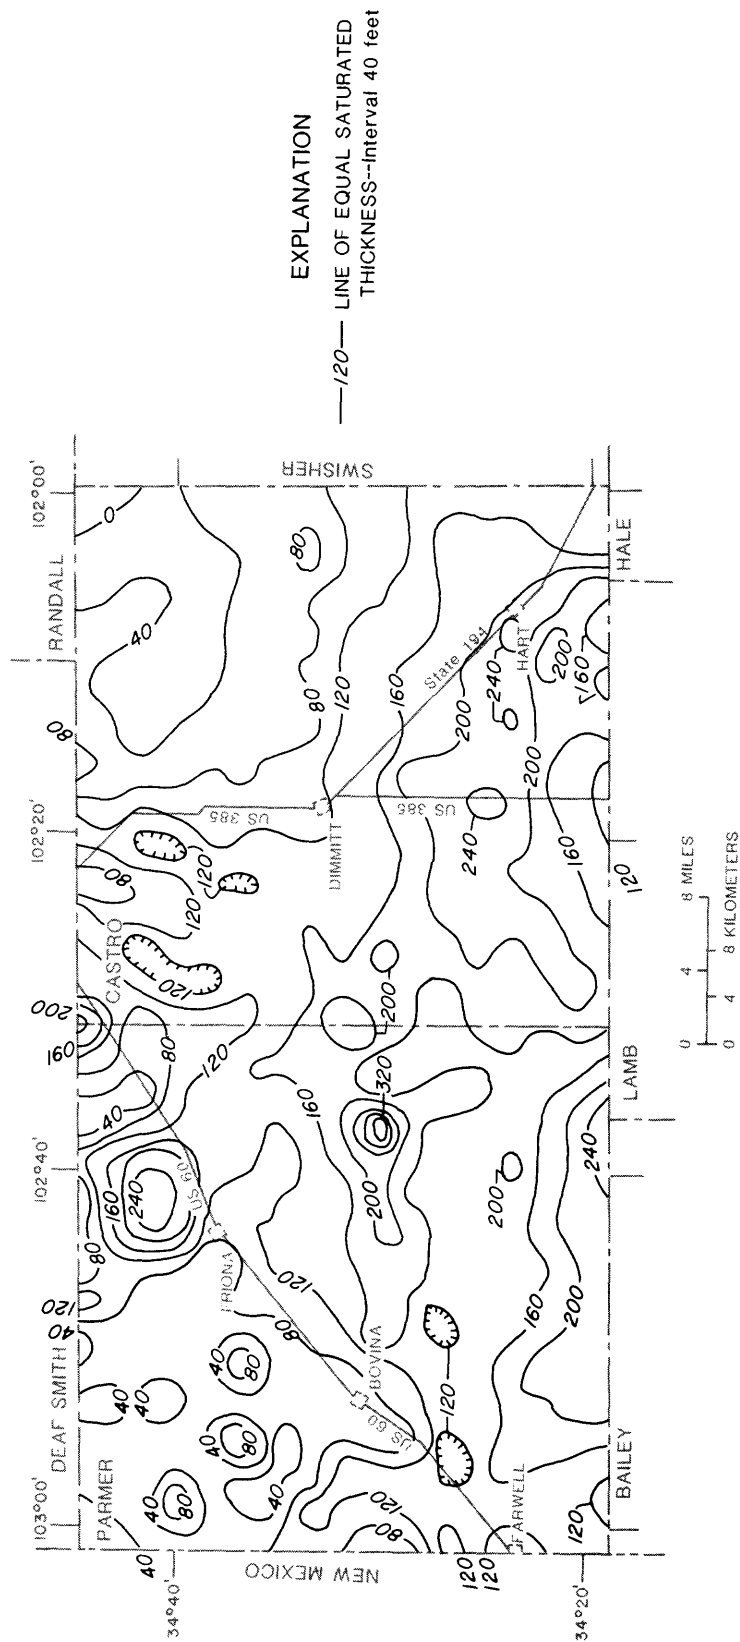 EXPLANATION
—120— LINE OF EQUAL SATURATED
THICKNESS--Interval 40 feet
103°00'
102°40'
102°20'
102°00'
34°40'
34°20'
DEAF SMITH
RANDALL
PARMER
CASTRO
SWISHER
NEW MEXICO
BAILEY
LAMB
HALE
FRIONA
BOVINA
FARWELL
DIMMITT
HART
US 60
US 60
US 385
US 385
State 194
40
40
120
80
160
200
80
0
40
40
40
80
40
80
40
80
40
160
240
40
80
120
120
80
120
120
120
40
80
120
80
80
120
160
160
200
320
200
120
80
120
120
120
120
200
160
200
240
240
200
240
200
200
160
160
120
0 4 8 MILES
0 4 8 KILOMETERS